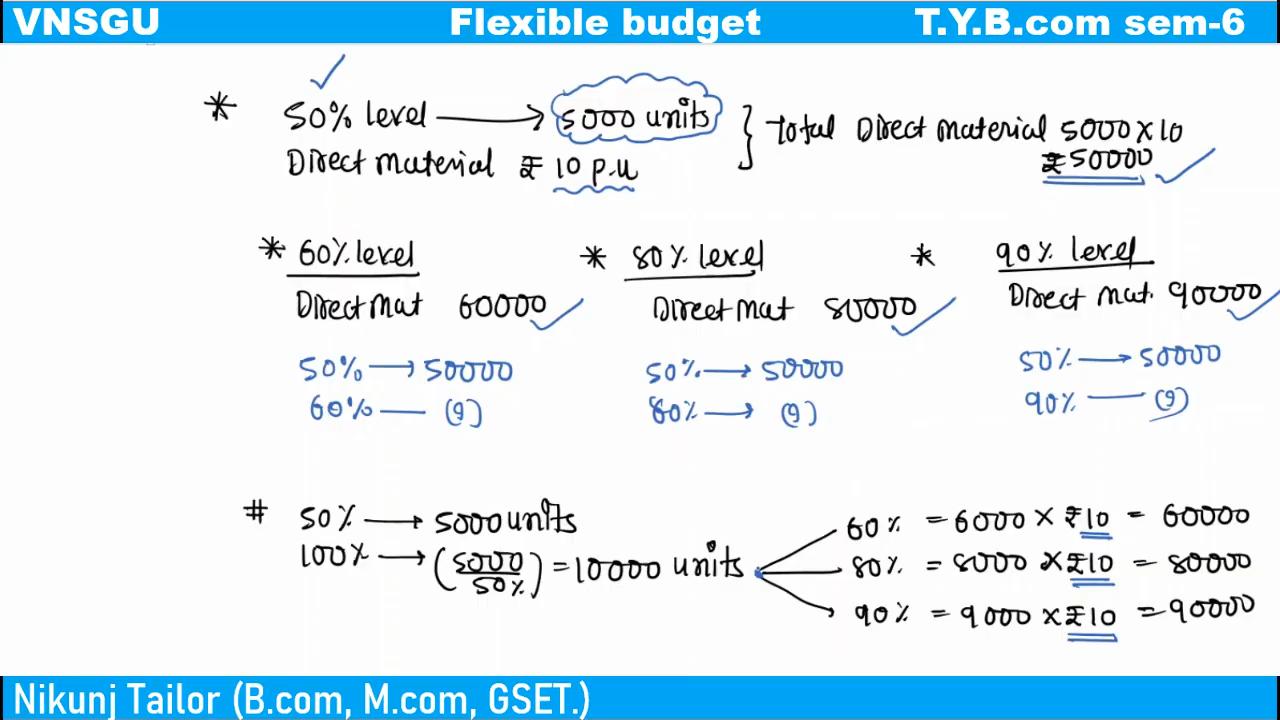 VNSGU Flexible budget T.Y.B.com sem-6
* 50% level → 5000 units } Total Direct Material 5000 x 10
Direct Material ₹ 10 p.u ₹ 50000
* 60% level * 80% level * 90% level
Direct Mat 60000 Direct Mat 80000 Direct Mat. 90000
50% → 50000 50% → 50000 50% → 50000
60% — (?) 80% → (?) 90% — (?)
# 50% → 5000 units 60% = 6000 x ₹10 = 60000
100% → (5000/50%) = 10000 units 80% = 8000 x ₹10 = 80000
90% = 9000 x ₹10 = 90000
Nikunj Tailor (B.com, M.com, GSET.)